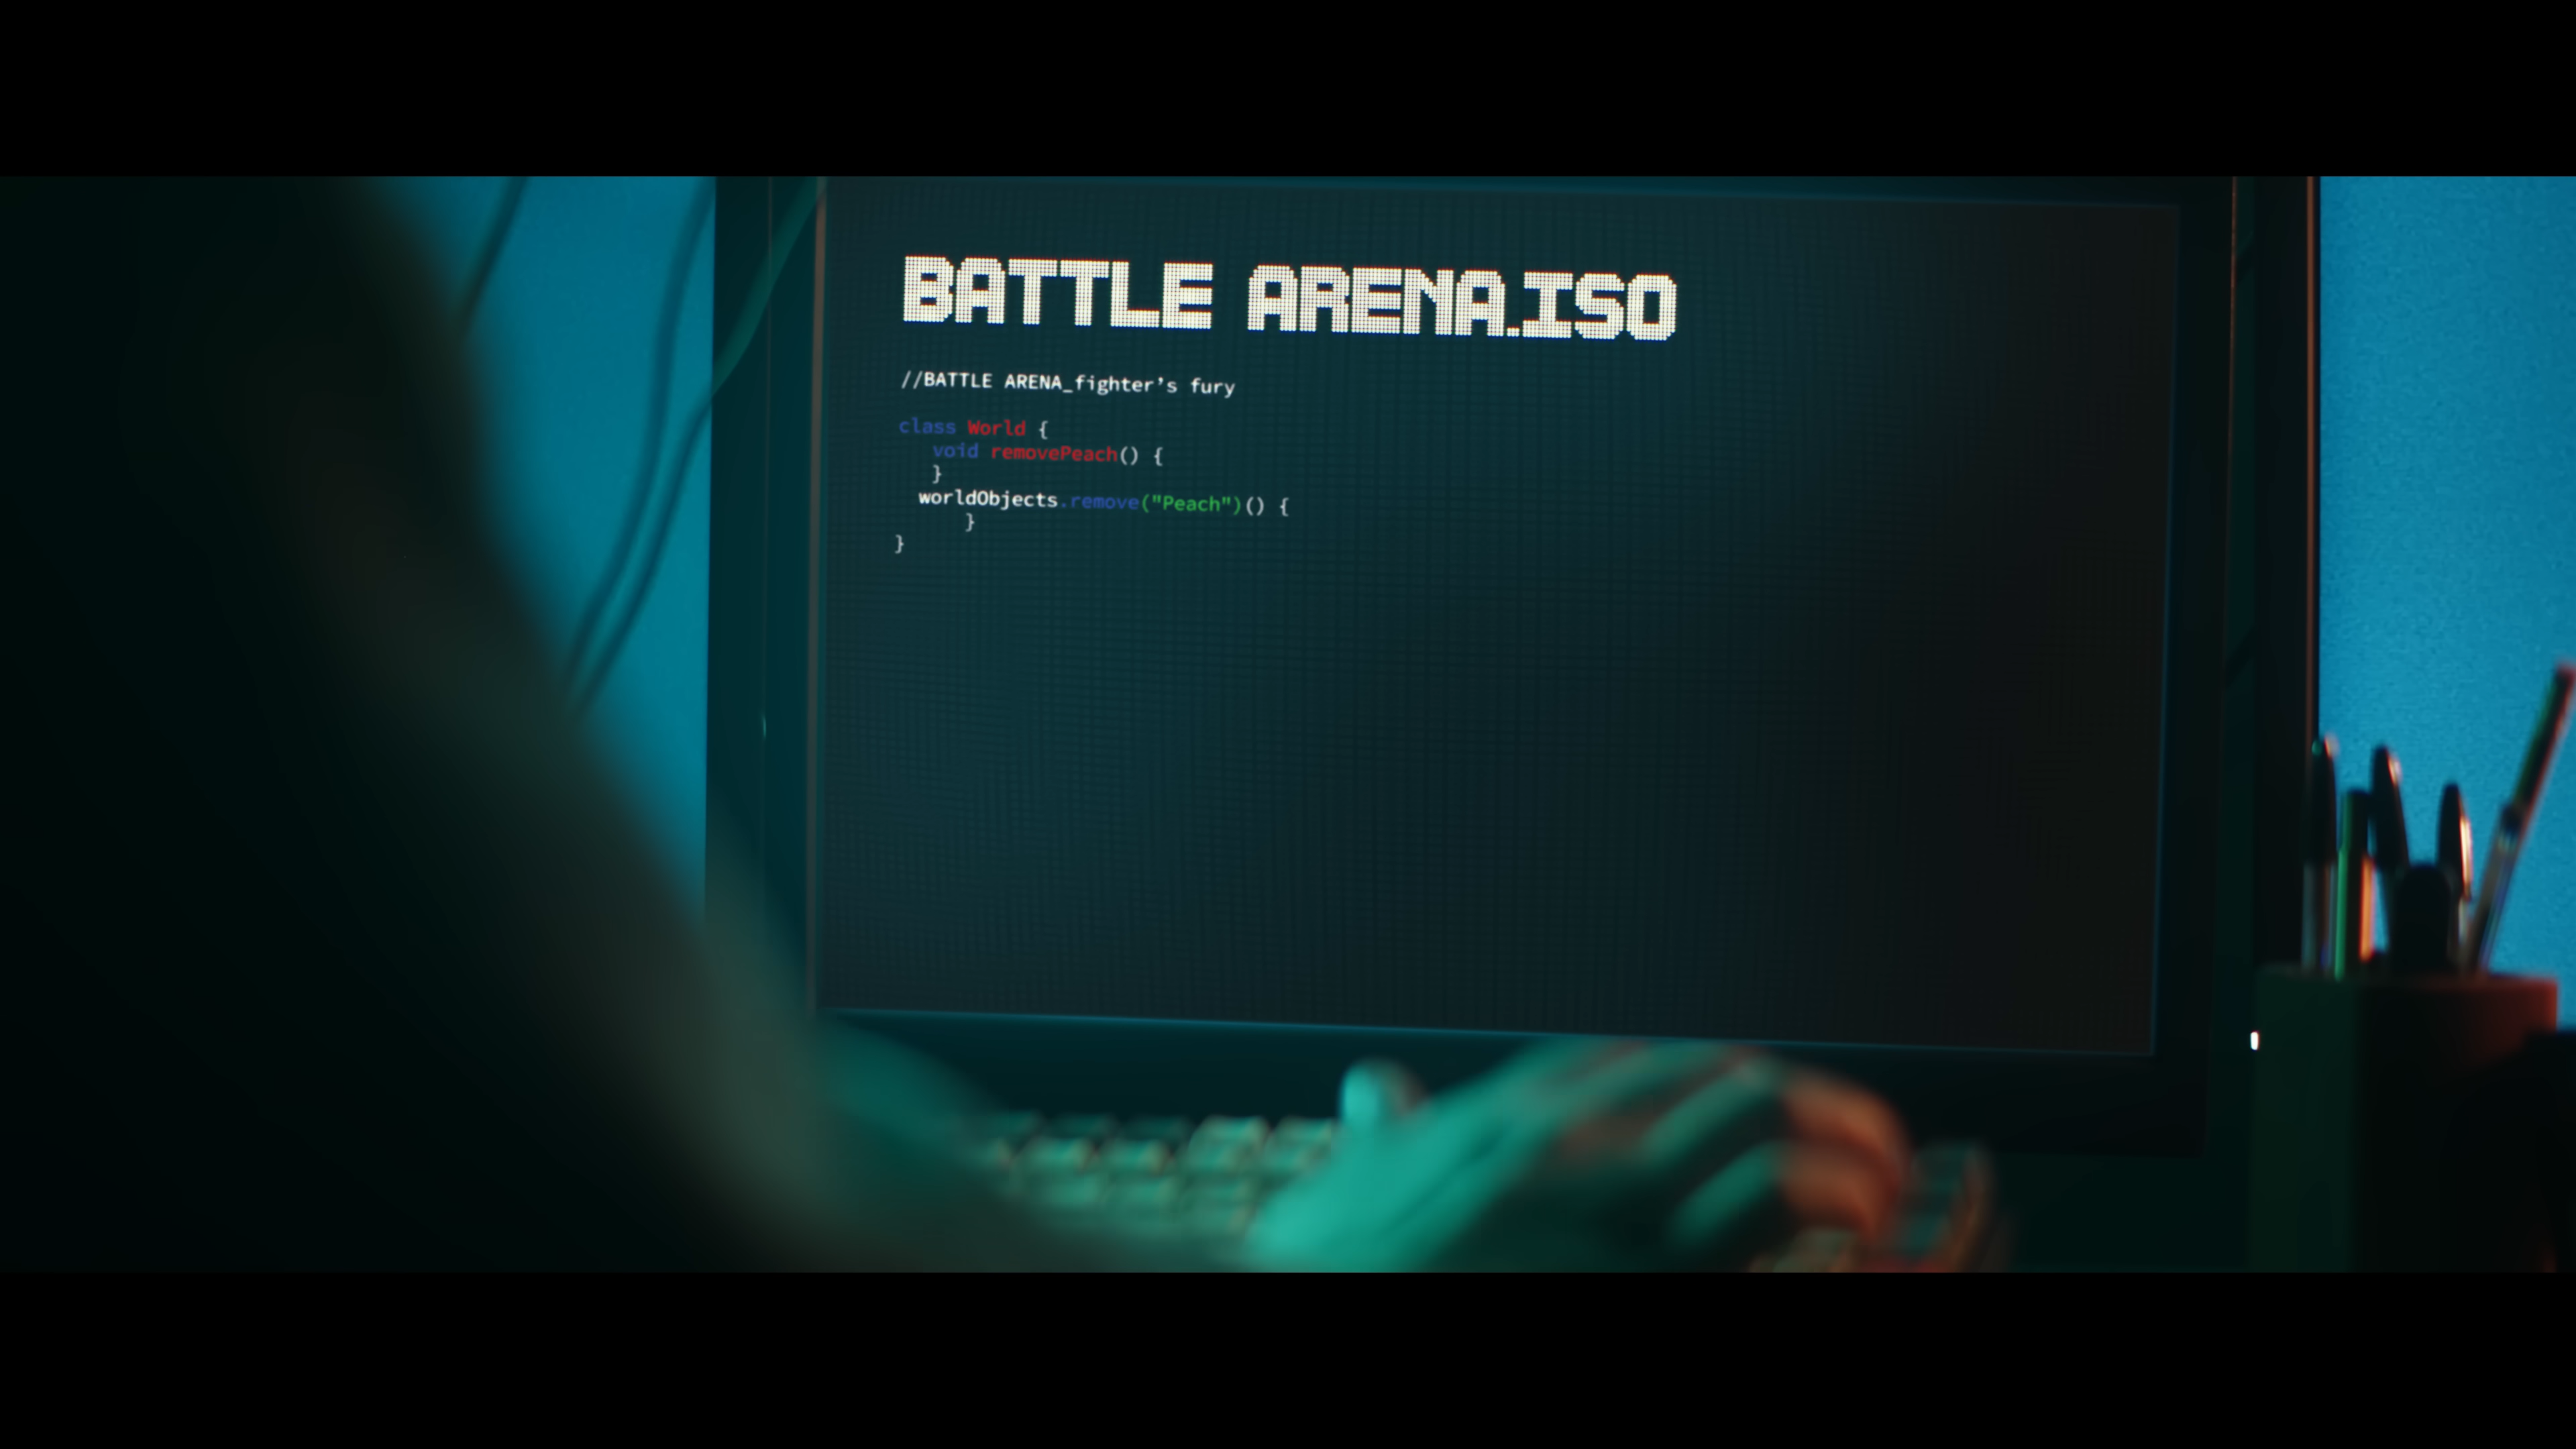 BATTLE ARENA.ISO
//BATTLE ARENA_fighter’s fury
class World {
void removePeach() {
}
worldObjects.remove("Peach")() {
}
}